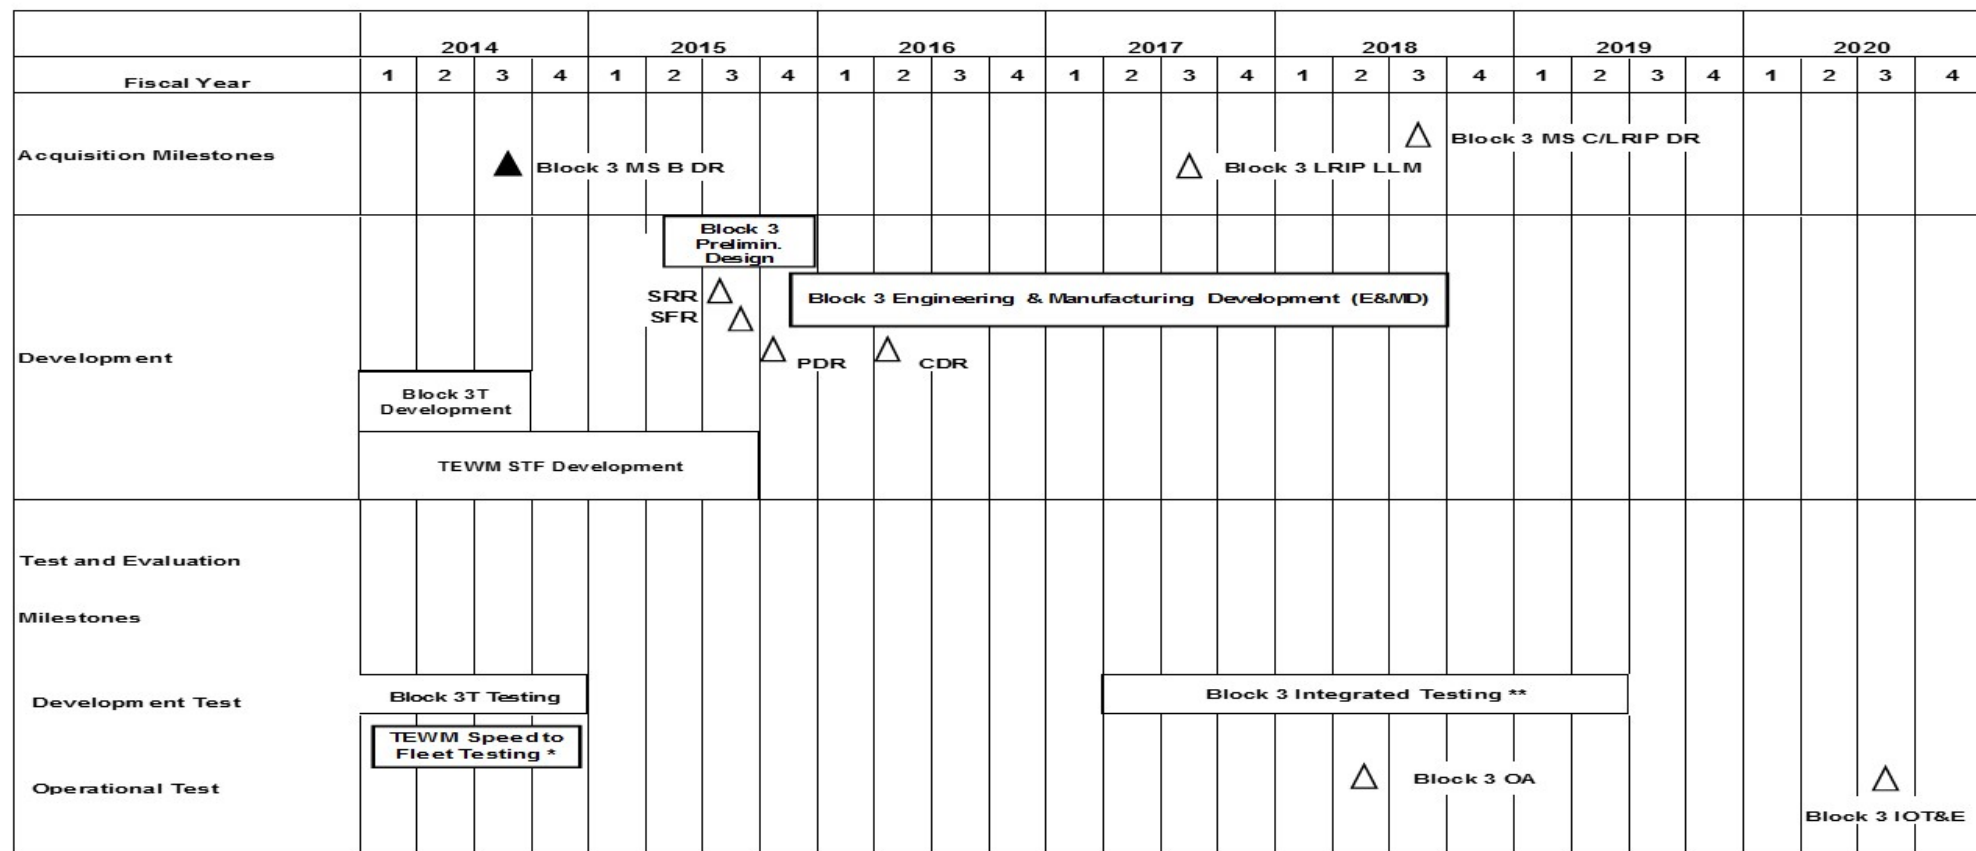 2014 2015 2016 2017 2018 2019 2020
Fiscal Year 1 2 3 4 1 2 3 4 1 2 3 4 1 2 3 4 1 2 3 4 1 2 3 4 1 2 3 4
Acquisition Milestones
Block 3 MS B DR
Block 3 LRIP LLM
Block 3 MS C/LRIP DR
Development
Block 3
Prelimin.
Design
SRR
SFR
Block 3 Engineering & Manufacturing Development (E&MD)
PDR
CDR
Block 3T
Development
TEWM STF Development
Test and Evaluation
Milestones
Development Test
Block 3T Testing
Block 3 Integrated Testing **
TEWM Speed to
Fleet Testing *
Operational Test
Block 3 OA
Block 3 IOT&E